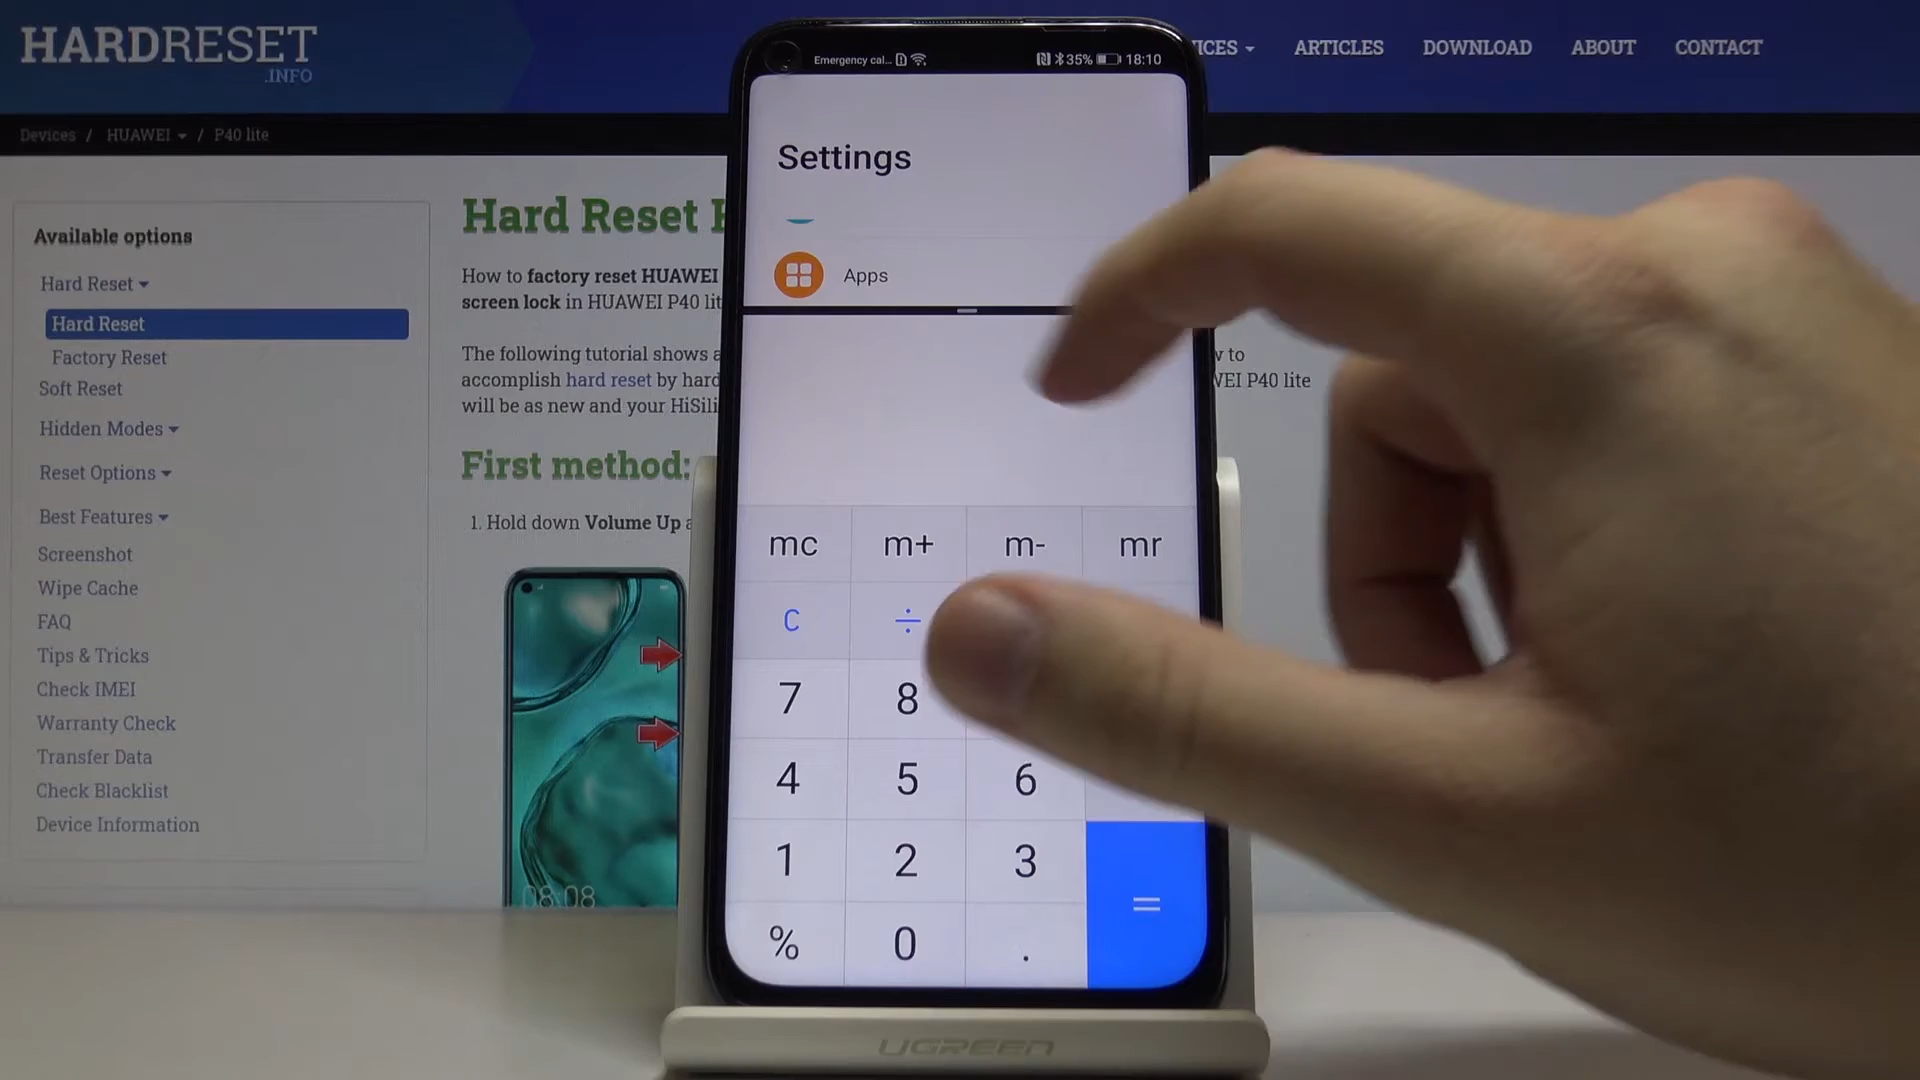 HARDRESET
.INFO
VICES
ARTICLES
DOWNLOAD
ABOUT
CONTACT
Devices / HUAWEI / P40 lite
Available options
Hard Reset
Hard Reset
Factory Reset
Soft Reset
Hidden Modes
Reset Options
Best Features
Screenshot
Wipe Cache
FAQ
Tips & Tricks
Check IMEI
Warranty Check
Transfer Data
Check Blacklist
Device Information
Hard Reset
How to factory reset HUAWEI
screen lock in HUAWEI P40 lit
The following tutorial shows a
to
accomplish hard reset by hard
WEI P40 lite
will be as new and your HiSili
First method:
1. Hold down Volume Up a
08:08
Emergency cal...
35%
18:10
Settings
Apps
mc m+ m- mr
C ÷
7 8
4 5 6
1 2 3
% 0 . =
UGREEN